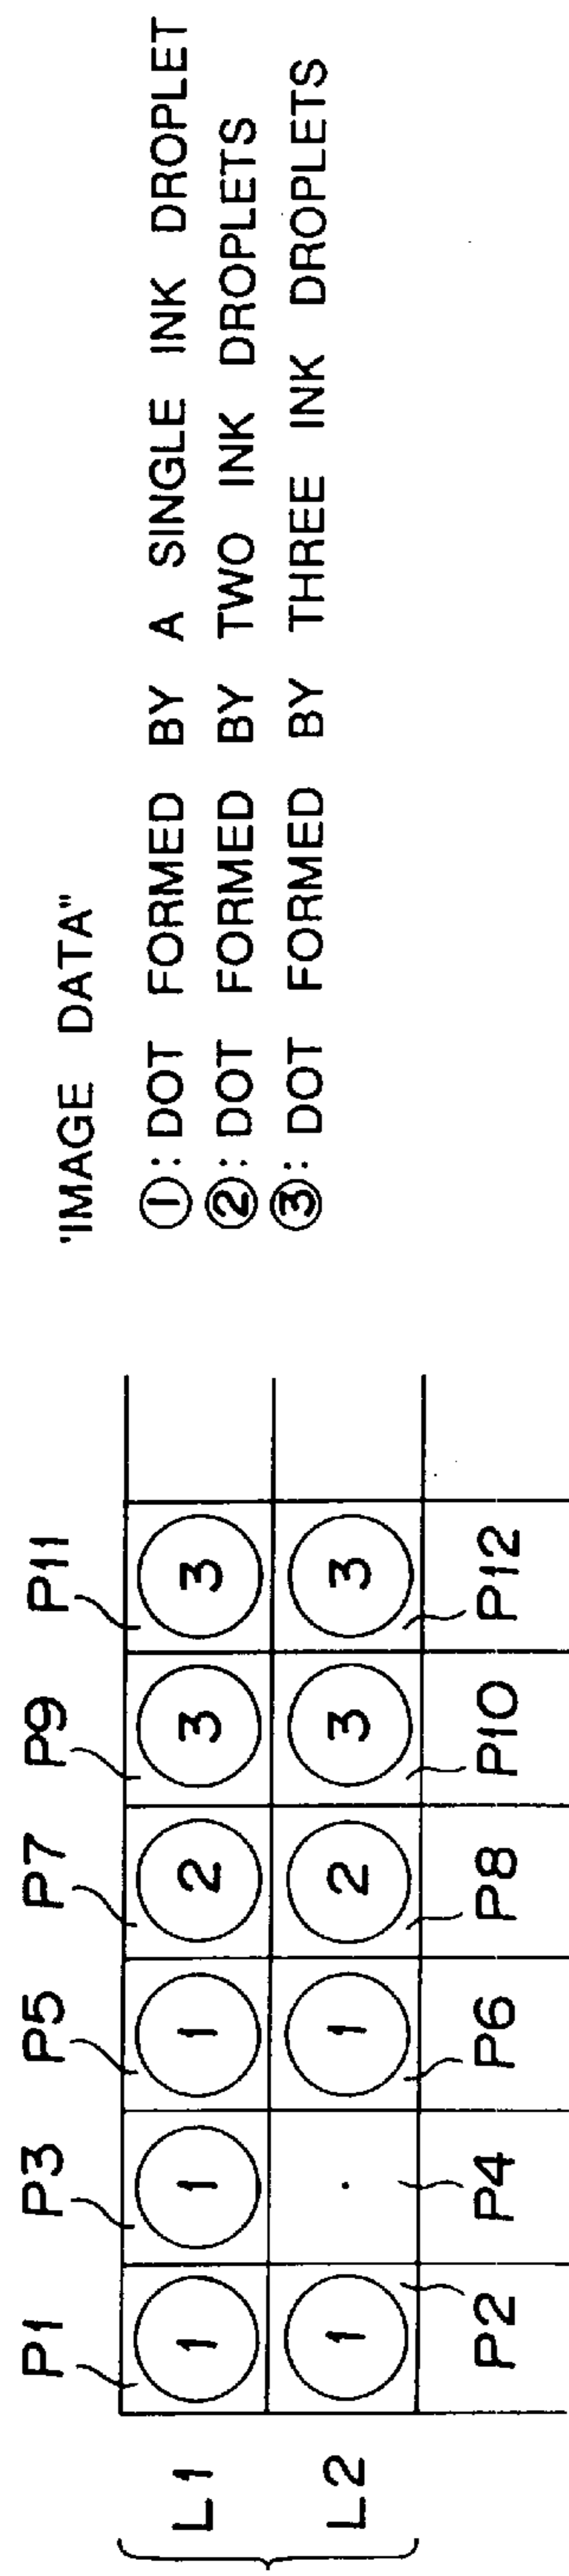 'IMAGE DATA"
①: DOT FORMED BY A SINGLE INK DROPLET
②: DOT FORMED BY TWO INK DROPLETS
③: DOT FORMED BY THREE INK DROPLETS
P1 P3 P5 P7 P9 P11
L1 1 1 1 2 3 3
L2 1 1 2 3 3
P2 P4 P6 P8 P10 P12